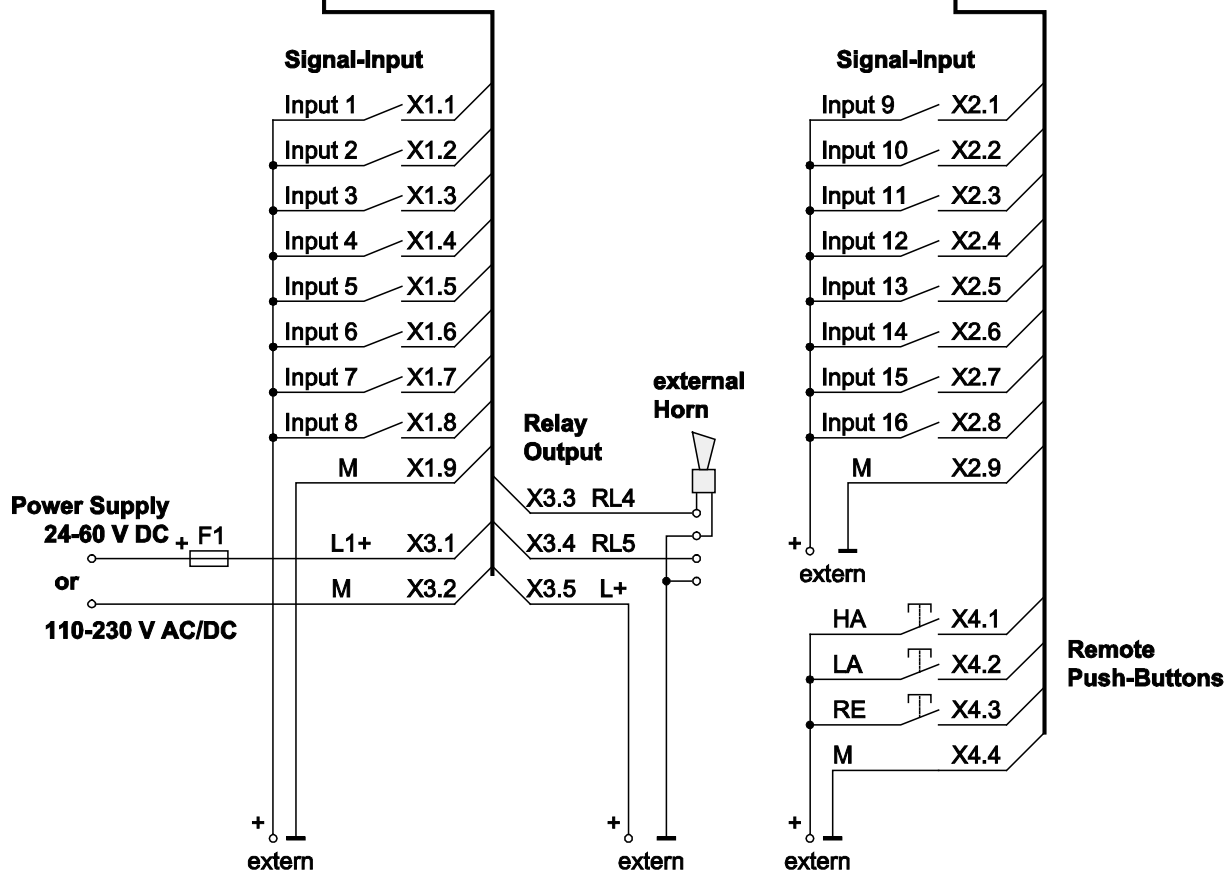 Signal-Input
Input 1 X1.1
Input 2 X1.2
Input 3 X1.3
Input 4 X1.4
Input 5 X1.5
Input 6 X1.6
Input 7 X1.7
Input 8 X1.8
M X1.9
Power Supply
24-60 V DC
+ F1
L1+ X3.1
or
M X3.2
110-230 V AC/DC
+
extern
Relay
Output
X3.3 RL4
X3.4 RL5
X3.5 L+
external
Horn
+
extern
Signal-Input
Input 9 X2.1
Input 10 X2.2
Input 11 X2.3
Input 12 X2.4
Input 13 X2.5
Input 14 X2.6
Input 15 X2.7
Input 16 X2.8
M X2.9
+
extern
HA X4.1
LA X4.2
RE X4.3
M X4.4
Remote
Push-Buttons
+
extern